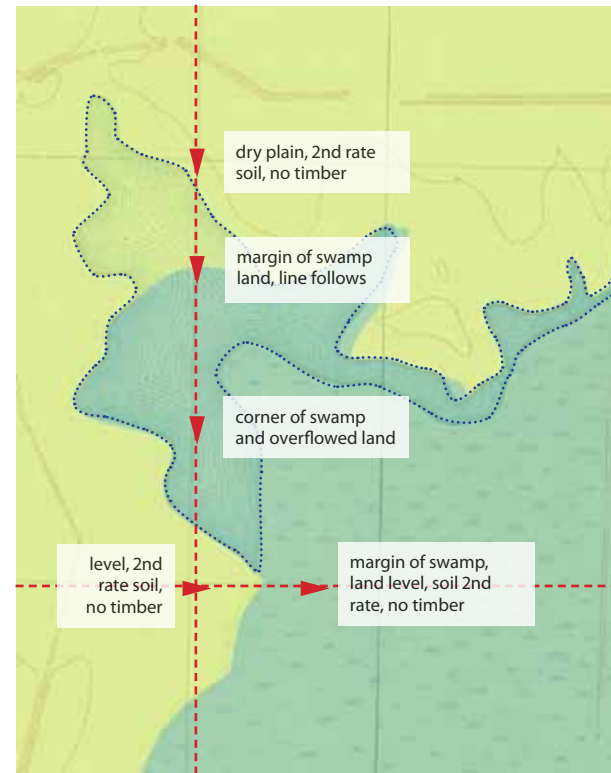 dry plain, 2nd rate
soil, no timber
margin of swamp
land, line follows
corner of swamp
and overflowed land
level, 2nd
rate soil,
no timber
margin of swamp,
land level, soil 2nd
rate, no timber